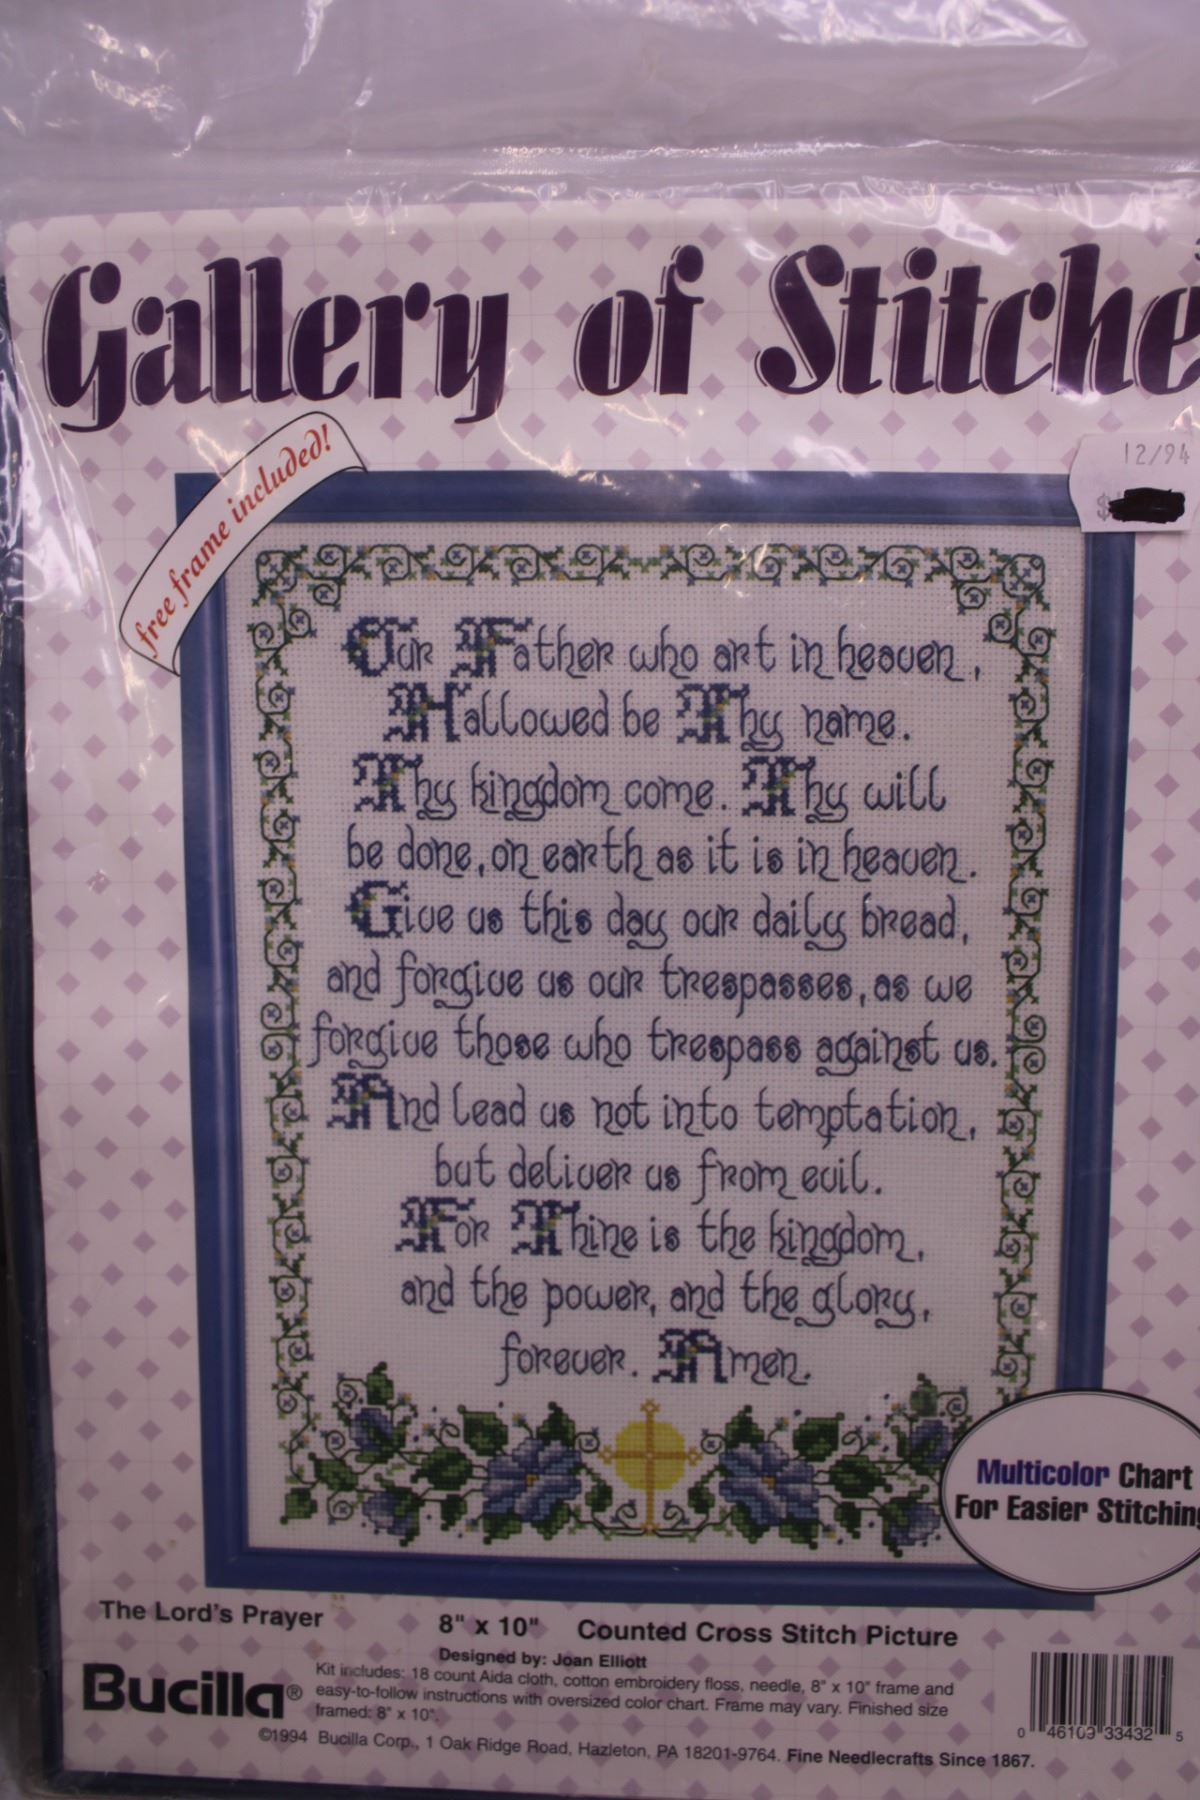 Gallery of Stitche
free frame included!
12/94
$
Our Father who art in heaven,
Hallowed be Thy name.
Thy kingdom come. Thy will
be done, on earth as it is in heaven.
Give us this day our daily bread,
and forgive us our trespasses, as we
forgive those who trespass against us.
And lead us not into temptation,
but deliver us from evil.
For Thine is the kingdom,
and the power, and the glory,
forever. Amen.
Multicolor Chart
For Easier Stitching
The Lord's Prayer
8" x 10" Counted Cross Stitch Picture
Designed by: Joan Elliott
Bucilla®
Kit includes: 18 count Aida cloth, cotton embroidery floss, needle, 8" x 10" frame and
easy-to-follow instructions with oversized color chart. Frame may vary. Finished size
framed: 8" x 10".
©1994 Bucilla Corp., 1 Oak Ridge Road, Hazleton, PA 18201-9764. Fine Needlecrafts Since 1867.
0 46109 33432 5